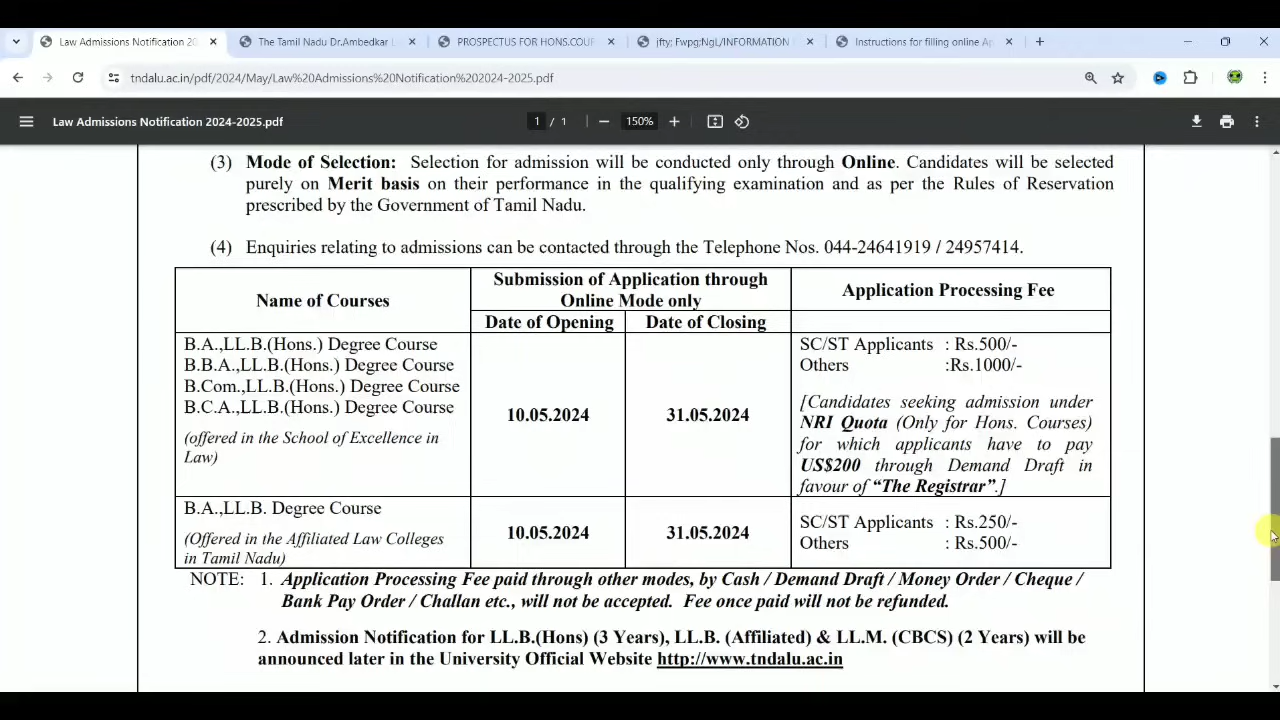 Law Admissions Notification 20
The Tamil Nadu Dr.Ambedkar L
PROSPECTUS FOR HONS.COUR
jfty: Fwpg;NgL/INFORMATION
Instructions for filling online Ap
tndalu.ac.in/pdf/2024/May/Law%20Admissions%20Notification%202024-2025.pdf
Law Admissions Notification 2024-2025.pdf
1 / 1
150%
(3) Mode of Selection: Selection for admission will be conducted only through Online. Candidates will be selected
purely on Merit basis on their performance in the qualifying examination and as per the Rules of Reservation
prescribed by the Government of Tamil Nadu.
(4) Enquiries relating to admissions can be contacted through the Telephone Nos. 044-24641919 / 24957414.
Name of Courses
Submission of Application through
Online Mode only
Application Processing Fee
Date of Opening
Date of Closing
B.A.,LL.B.(Hons.) Degree Course
B.B.A.,LL.B.(Hons.) Degree Course
B.Com.,LL.B.(Hons.) Degree Course
B.C.A.,LL.B.(Hons.) Degree Course
(offered in the School of Excellence in
Law)
10.05.2024
31.05.2024
SC/ST Applicants : Rs.500/-
Others :Rs.1000/-
[Candidates seeking admission under
NRI Quota (Only for Hons. Courses)
for which applicants have to pay
US$200 through Demand Draft in
favour of “The Registrar”.]
B.A.,LL.B. Degree Course
(Offered in the Affiliated Law Colleges
in Tamil Nadu)
10.05.2024
31.05.2024
SC/ST Applicants : Rs.250/-
Others : Rs.500/-
NOTE: 1. Application Processing Fee paid through other modes, by Cash / Demand Draft / Money Order / Cheque /
Bank Pay Order / Challan etc., will not be accepted. Fee once paid will not be refunded.
2. Admission Notification for LL.B.(Hons) (3 Years), LL.B. (Affiliated) & LL.M. (CBCS) (2 Years) will be
announced later in the University Official Website http://www.tndalu.ac.in